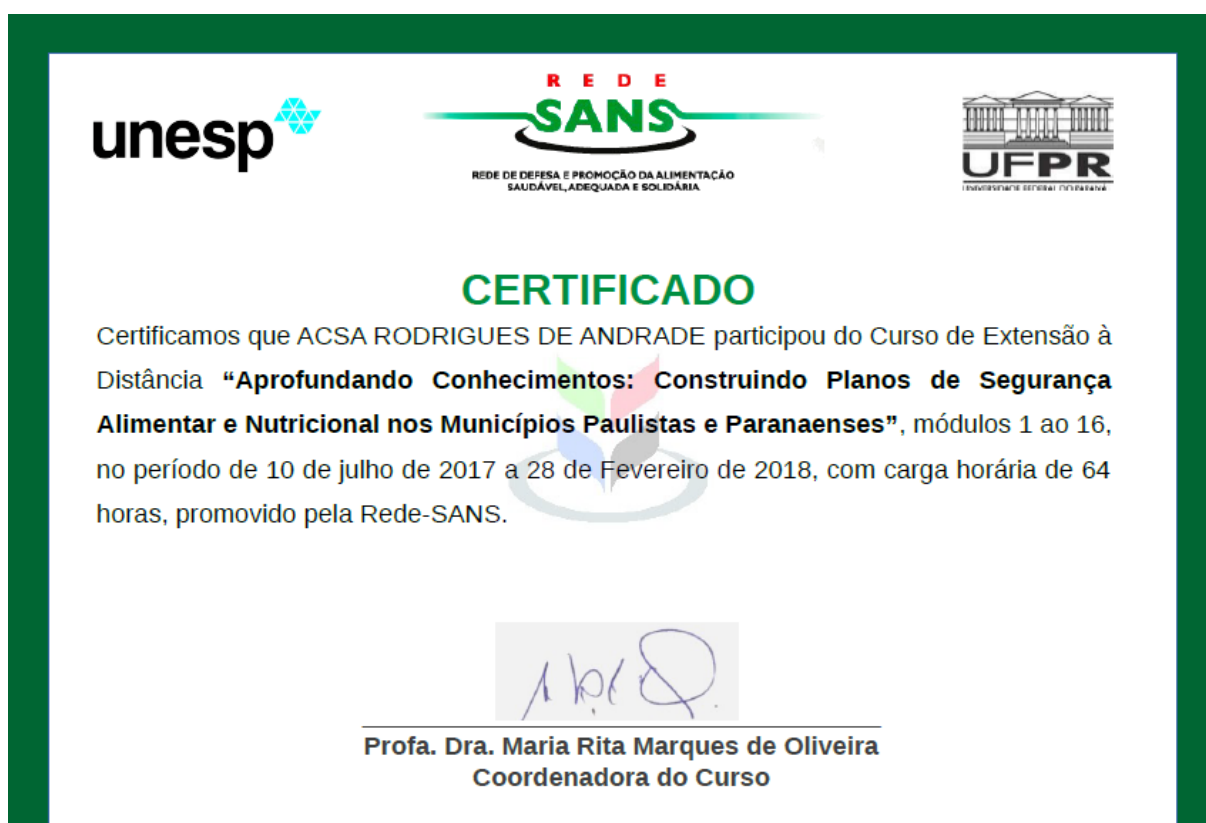 unesp
REDE
SANS
REDE DE DEFESA E PROMOÇÃO DA ALIMENTAÇÃO
SAUDÁVEL, ADEQUADA E SOLIDÁRIA
UFPR
UNIVERSIDADE FEDERAL DO PARANÁ
CERTIFICADO
Certificamos que ACSA RODRIGUES DE ANDRADE participou do Curso de Extensão à
Distância “Aprofundando Conhecimentos: Construindo Planos de Segurança
Alimentar e Nutricional nos Municípios Paulistas e Paranaenses”, módulos 1 ao 16,
no período de 10 de julho de 2017 a 28 de Fevereiro de 2018, com carga horária de 64
horas, promovido pela Rede-SANS.
Profa. Dra. Maria Rita Marques de Oliveira
Coordenadora do Curso